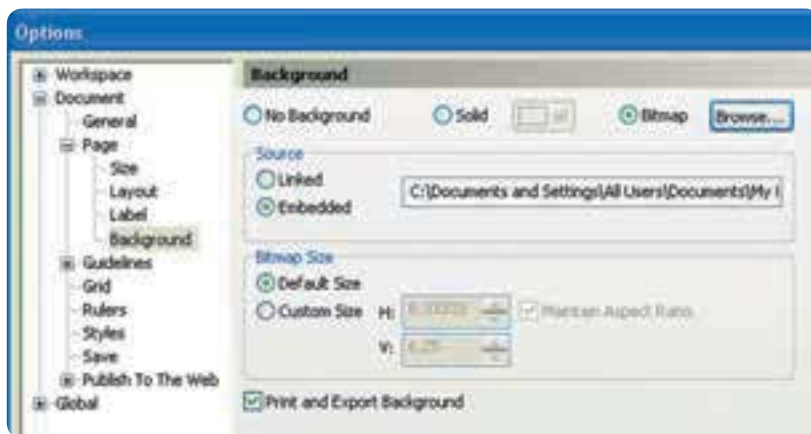 Options
Workspace
Document
General
Page
Size
Layout
Label
Background
Guidelines
Grid
Rulers
Styles
Save
Publish To The Web
Global
Background
No Background Solid Bitmap Browse...
Source
Linked
Embedded
C:\Documents and Settings\All Users\Documents\My
Bitmap Size
Default Size
Custom Size H: Maintain Aspect Ratio
V: 6.25
Print and Export Background